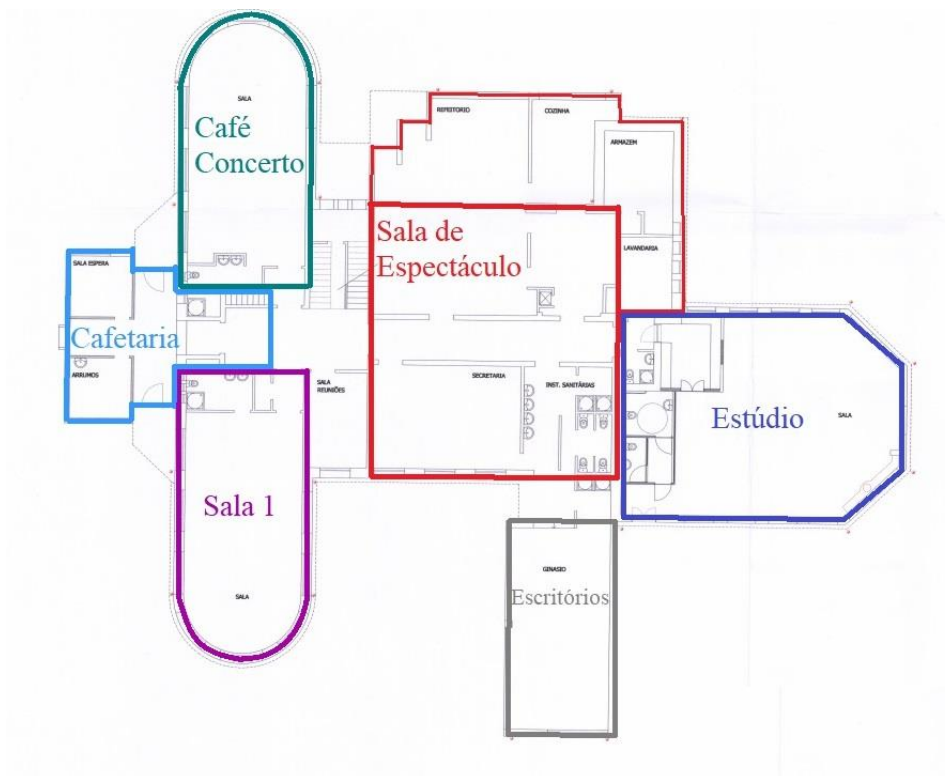 SALA
Café
Concerto
REFEITORIO
COZINHA
ARMAZEM
Sala de
Espectáculo
LAVANDARIA
SALA ESPERA
Cafetaria
ARRUMOS
SALA
REUNIÕES
SECRETARIA
INST. SANITÁRIAS
Estúdio
SALA
Sala 1
SALA
GINASIO
Escritórios